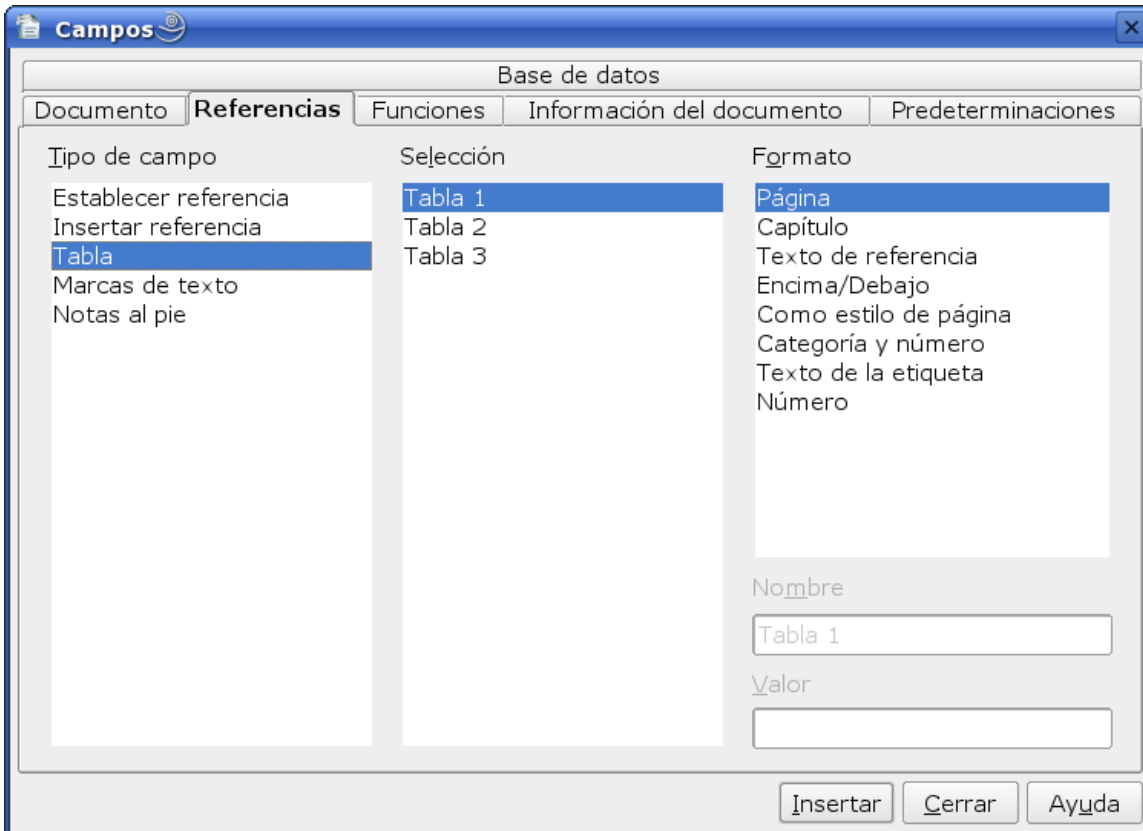 Campos
Base de datos
Documento Referencias Funciones Información del documento Predeterminaciones
Tipo de campo
Establecer referencia
Insertar referencia
Tabla
Marcas de texto
Notas al pie
Selección
Tabla 1
Tabla 2
Tabla 3
Formato
Página
Capítulo
Texto de referencia
Encima/Debajo
Como estilo de página
Categoría y número
Texto de la etiqueta
Número
Nombre
Tabla 1
Valor
Insertar Cerrar Ayuda